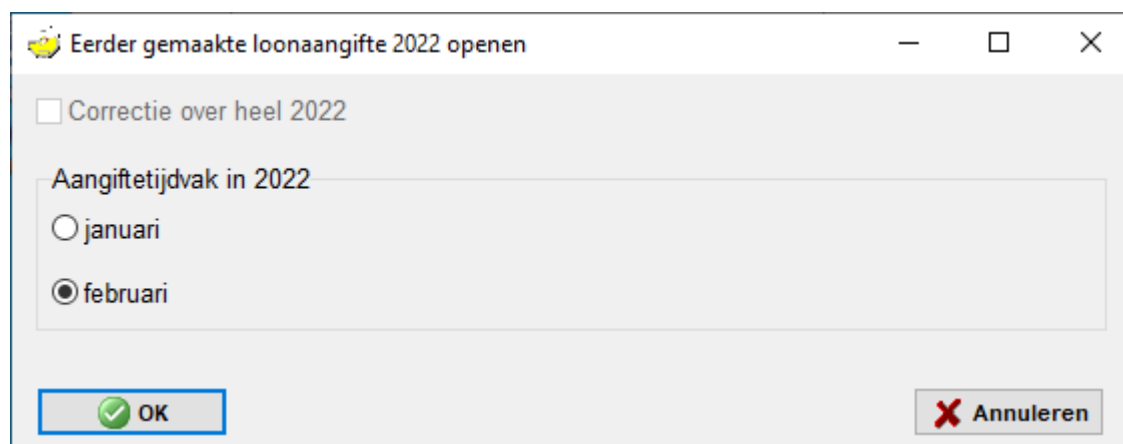 Eerder gemaakte loonaangifte 2022 openen
Correctie over heel 2022
Aangiftetijdvak in 2022
januari
februari
OK
Annuleren